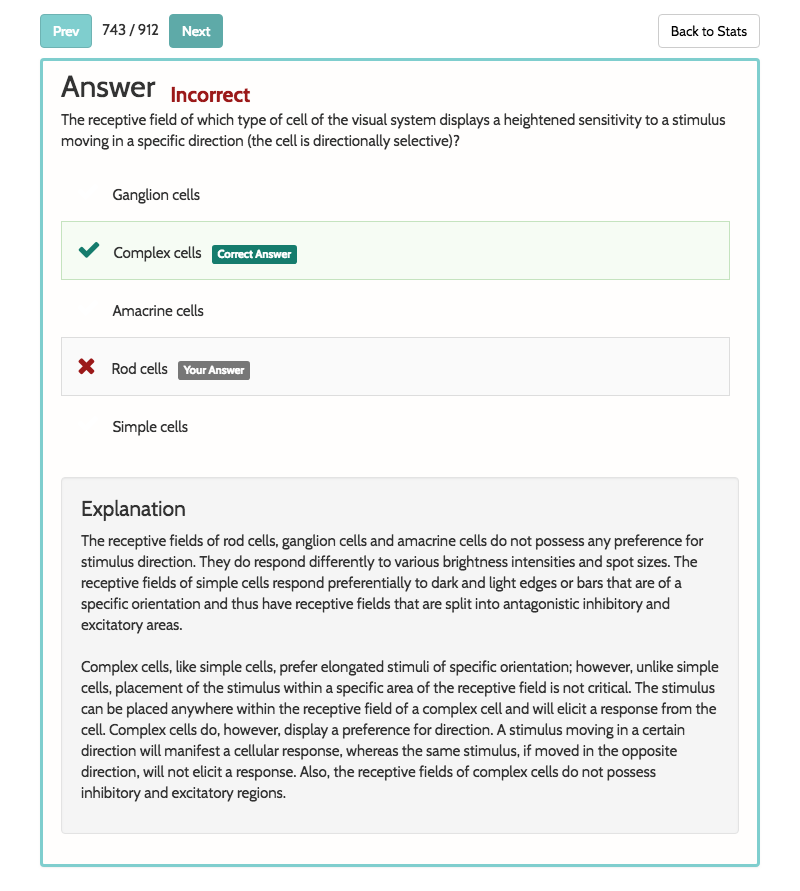 Prev 743 / 912 Next Back to Stats
Answer Incorrect
The receptive field of which type of cell of the visual system displays a heightened sensitivity to a stimulus
moving in a specific direction (the cell is directionally selective)?
Ganglion cells
Complex cells Correct Answer
Amacrine cells
Rod cells Your Answer
Simple cells
Explanation
The receptive fields of rod cells, ganglion cells and amacrine cells do not possess any preference for
stimulus direction. They do respond differently to various brightness intensities and spot sizes. The
receptive fields of simple cells respond preferentially to dark and light edges or bars that are of a
specific orientation and thus have receptive fields that are split into antagonistic inhibitory and
excitatory areas.
Complex cells, like simple cells, prefer elongated stimuli of specific orientation; however, unlike simple
cells, placement of the stimulus within a specific area of the receptive field is not critical. The stimulus
can be placed anywhere within the receptive field of a complex cell and will elicit a response from the
cell. Complex cells do, however, display a preference for direction. A stimulus moving in a certain
direction will manifest a cellular response, whereas the same stimulus, if moved in the opposite
direction, will not elicit a response. Also, the receptive fields of complex cells do not possess
inhibitory and excitatory regions.